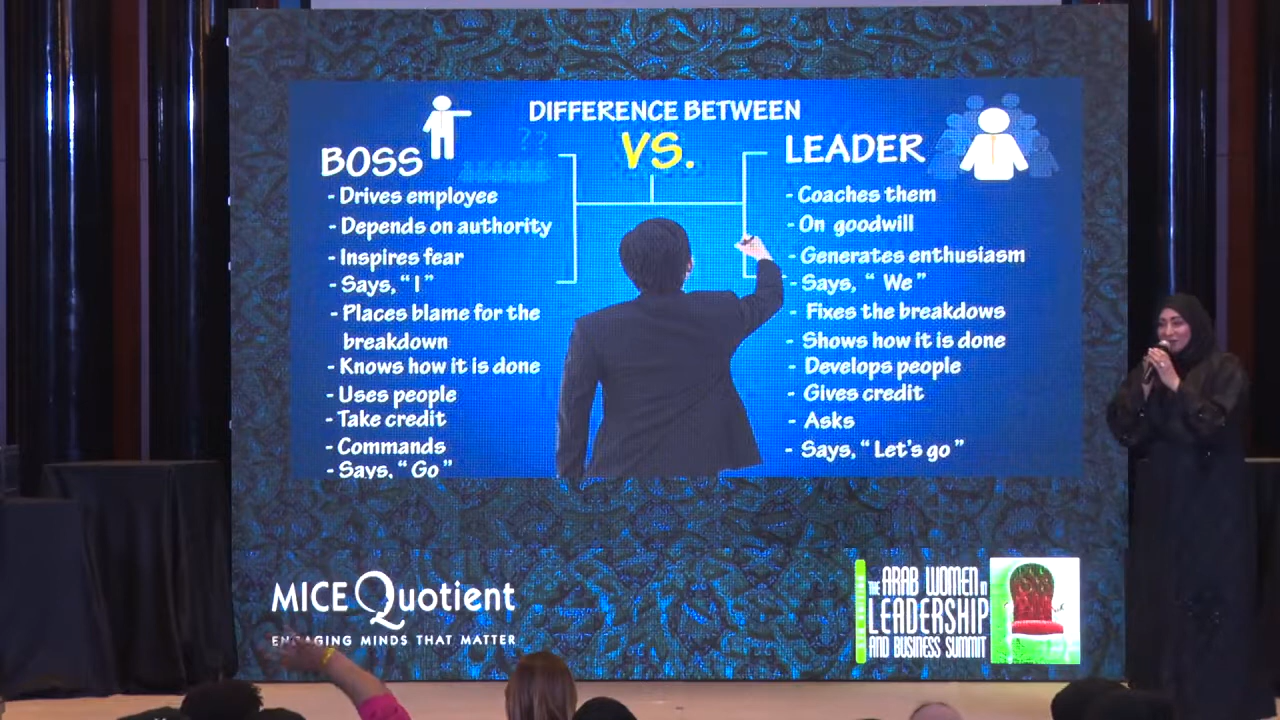 DIFFERENCE BETWEEN
VS.
BOSS
- Drives employee
- Depends on authority
- Inspires fear
- Says, “ I ”
- Places blame for the
breakdown
- Knows how it is done
- Uses people
- Take credit
- Commands
- Says, “ Go ”
??
LEADER
- Coaches them
- On goodwill
- Generates enthusiasm
- Says, “ We ”
- Fixes the breakdowns
- Shows how it is done
- Develops people
- Gives credit
- Asks
- Says, “ Let's go ”
MICE Quotient
ENGAGING MINDS THAT MATTER
THE ARAB WOMEN IN
LEADERSHIP
AND BUSINESS SUMMIT